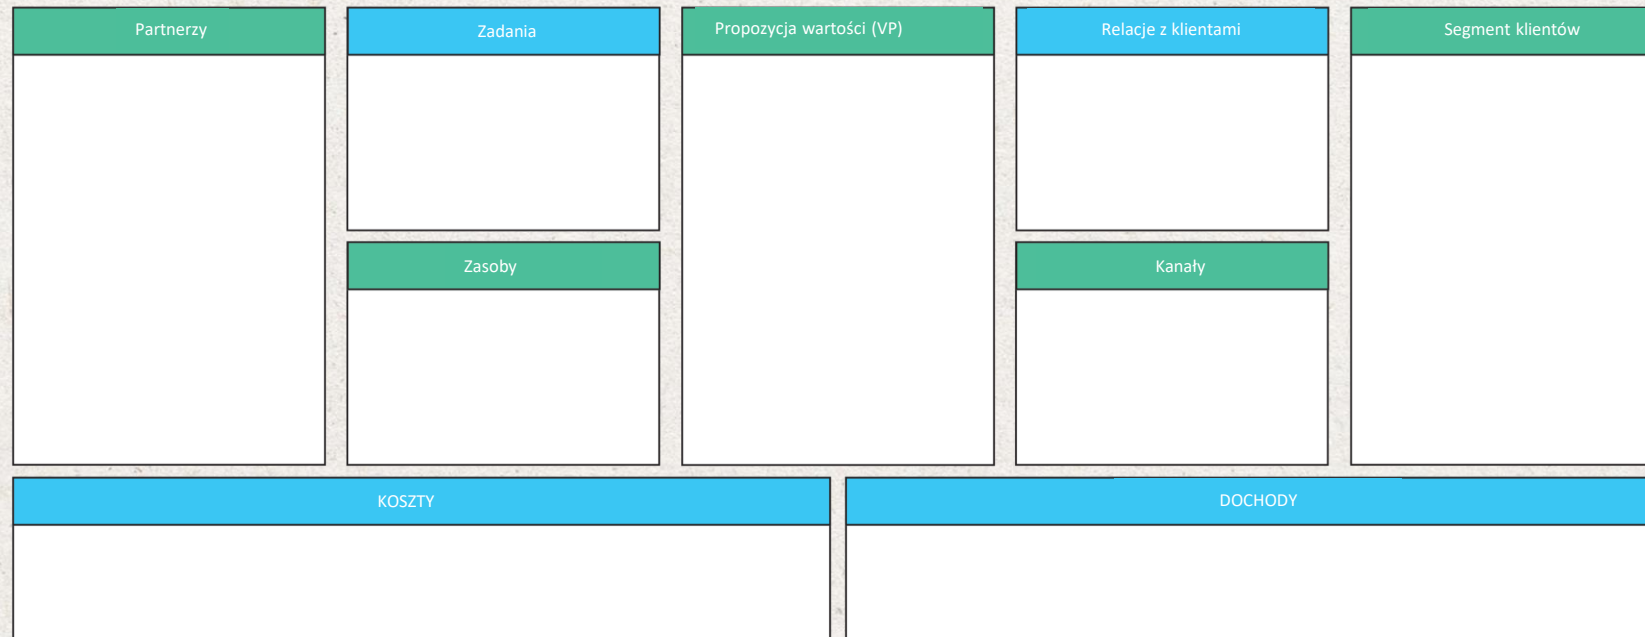 Partnerzy
Zadania
Propozycja wartości (VP)
Relacje z klientami
Segment klientów
Zasoby
Kanały
KOSZTY
DOCHODY